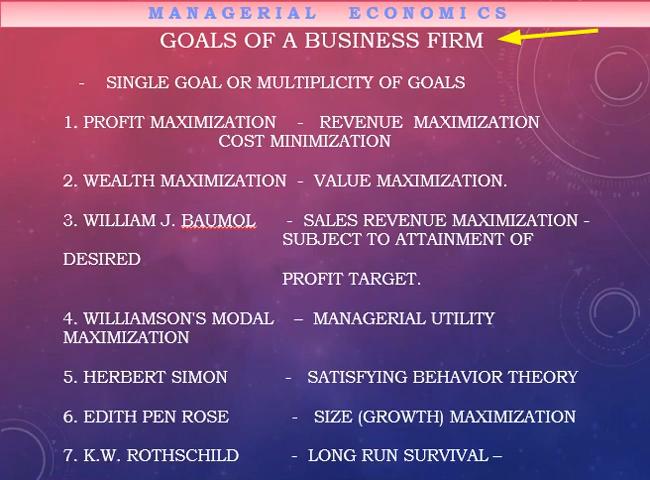 MANAGERIAL ECONOMICS
GOALS OF A BUSINESS FIRM
- SINGLE GOAL OR MULTIPLICITY OF GOALS
1. PROFIT MAXIMIZATION - REVENUE MAXIMIZATION
COST MINIMIZATION
2. WEALTH MAXIMIZATION - VALUE MAXIMIZATION.
3. WILLIAM J. BAUMOL - SALES REVENUE MAXIMIZATION -
SUBJECT TO ATTAINMENT OF
DESIRED
PROFIT TARGET.
4. WILLIAMSON'S MODAL – MANAGERIAL UTILITY
MAXIMIZATION
5. HERBERT SIMON - SATISFYING BEHAVIOR THEORY
6. EDITH PEN ROSE - SIZE (GROWTH) MAXIMIZATION
7. K.W. ROTHSCHILD - LONG RUN SURVIVAL –